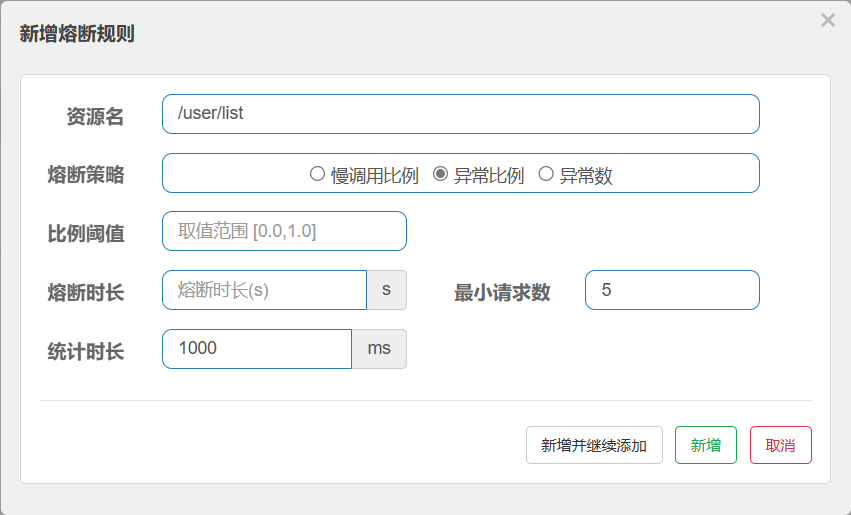 新增熔断规则
×
资源名 /user/list
熔断策略 慢调用比例 异常比例 异常数
比例阈值 取值范围 [0.0,1.0]
熔断时长 熔断时长(s) s 最小请求数 5
统计时长 1000 ms
新增并继续添加 新增 取消